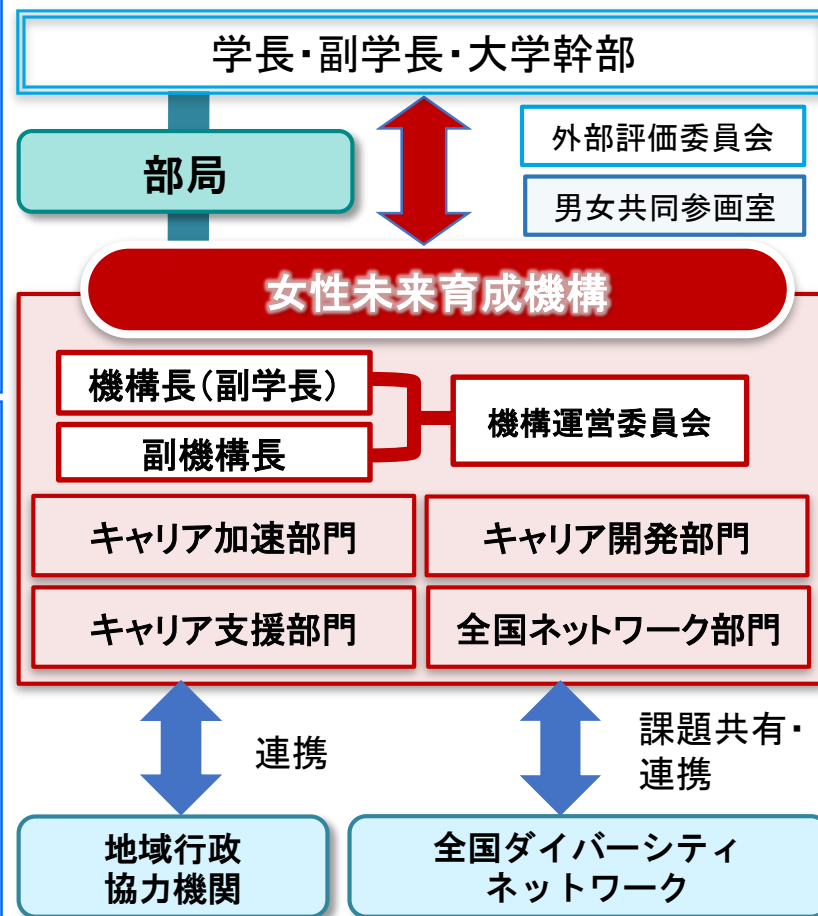 学長・副学長・大学幹部
部局
外部評価委員会
男女共同参画室
女性未来育成機構
機構長(副学長)
副機構長
機構運営委員会
キャリア加速部門
キャリア開発部門
キャリア支援部門
全国ネットワーク部門
連携
課題共有・
連携
地域行政
協力機関
全国ダイバーシティ
ネットワーク